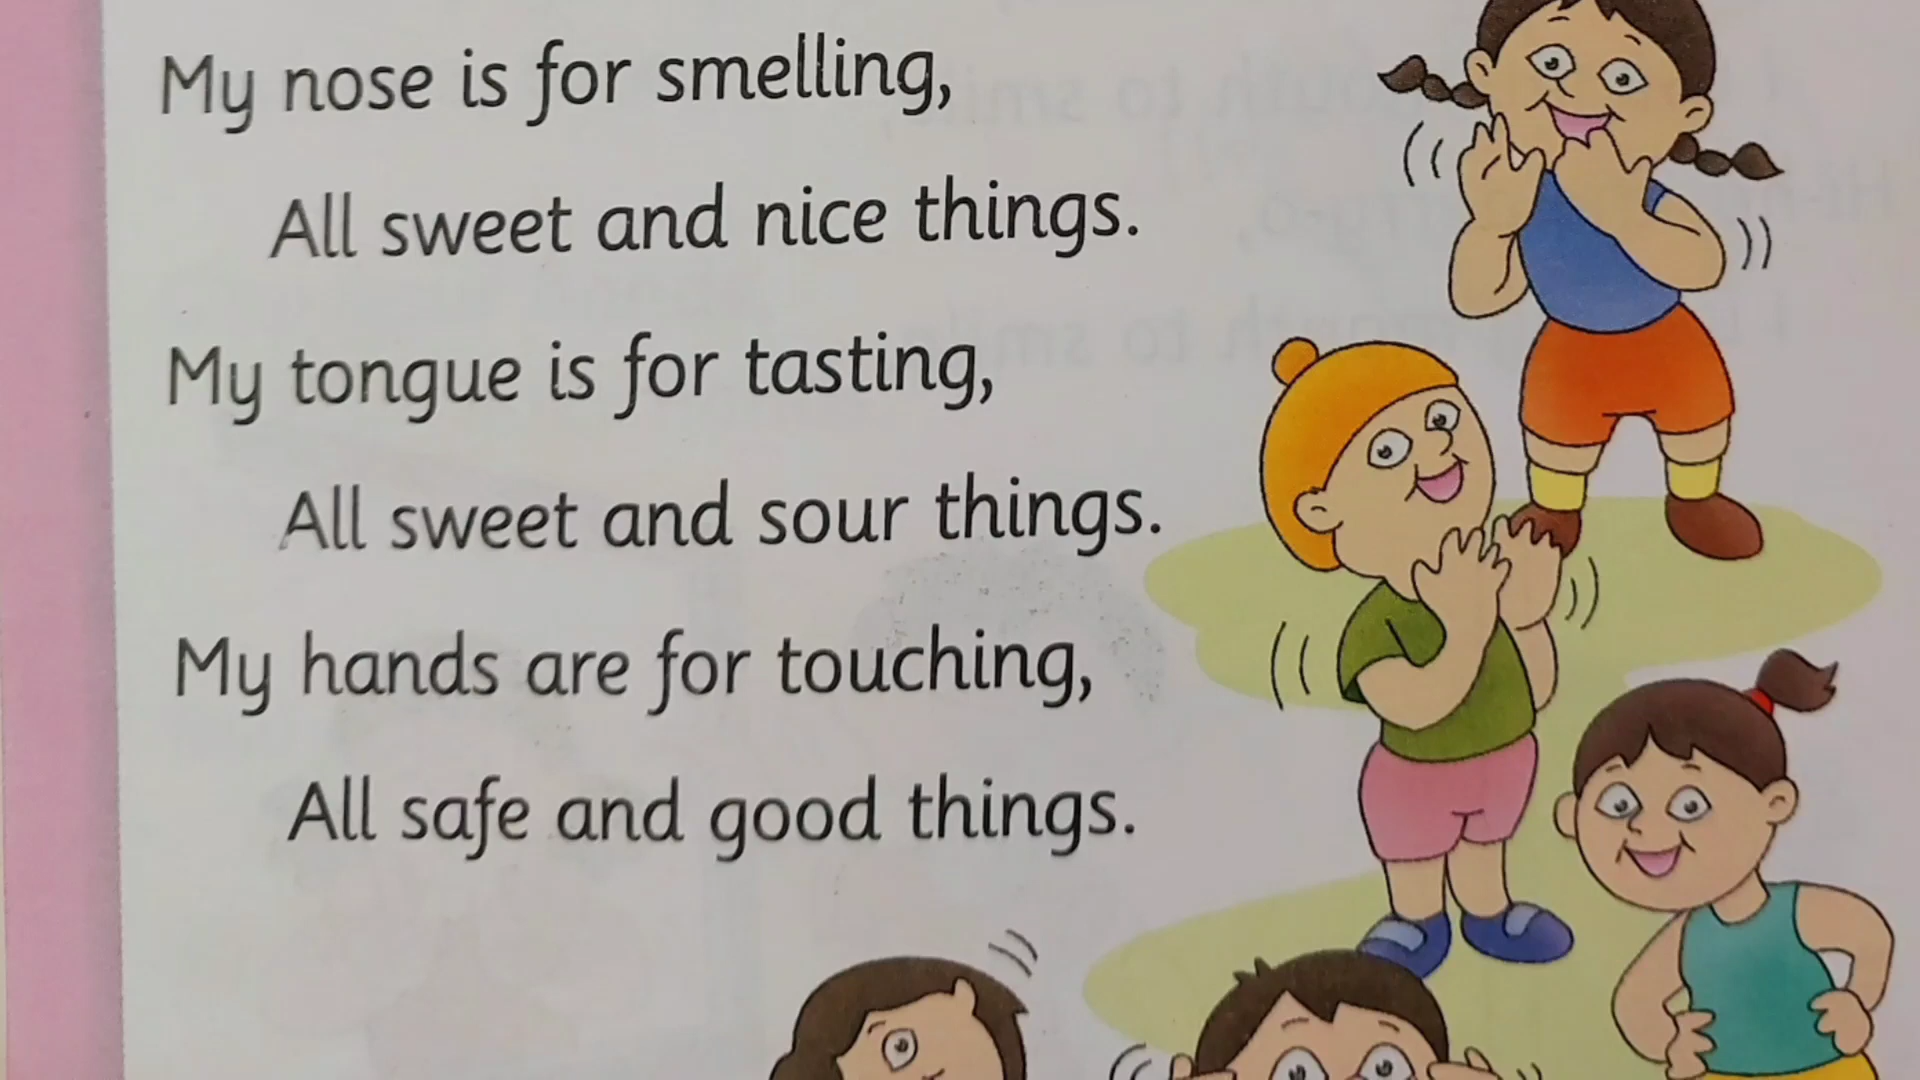 My nose is for smelling,
All sweet and nice things.
My tongue is for tasting,
All sweet and sour things.
My hands are for touching,
All safe and good things.